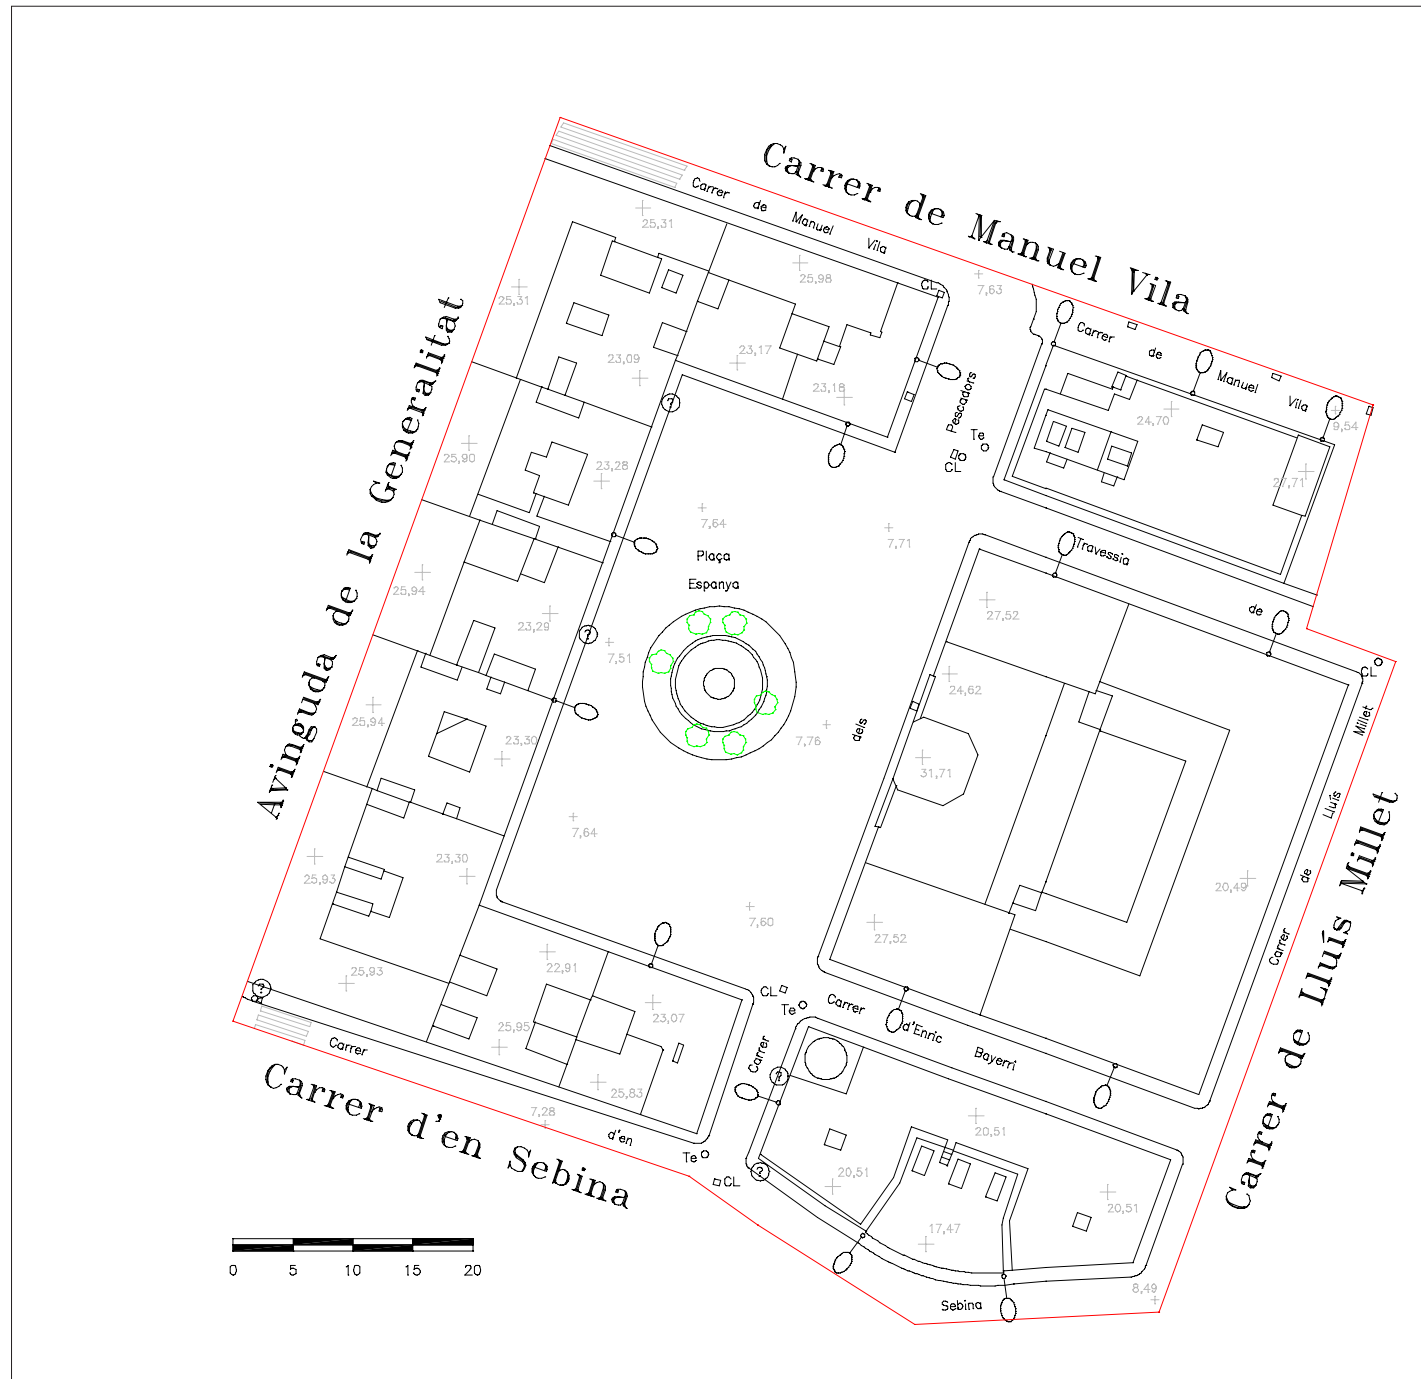 Carrer de Manuel Vila
Carrer de Manuel Vila
25,31
25,98
CL
7,63
25,31
Avinguda de la Generalitat
23,09
23,17
23,18
?
Pescadors
Te
CL
Carrer de Manuel Vila
24,70
9,54
27,71
25,90
23,28
7,64
7,71
Plaça
Espanya
Travessia de
25,94
23,29
?
7,51
27,52
24,62
CL
25,94
23,30
7,76
dels
31,71
Carrer de Lluís Millet
Carrer de Lluís Millet
7,64
23,30
25,93
20,49
7,60
27,52
25,93
22,91
?
23,07
CL
Te
Carrer d'Enric Bayerri
25,95
Carrer
?
25,83
Carrer d'en Sebina
Carrer d'en Sebina
7,28
Te
CL
?
20,51
20,51
20,51
17,47
8,49
0 5 10 15 20